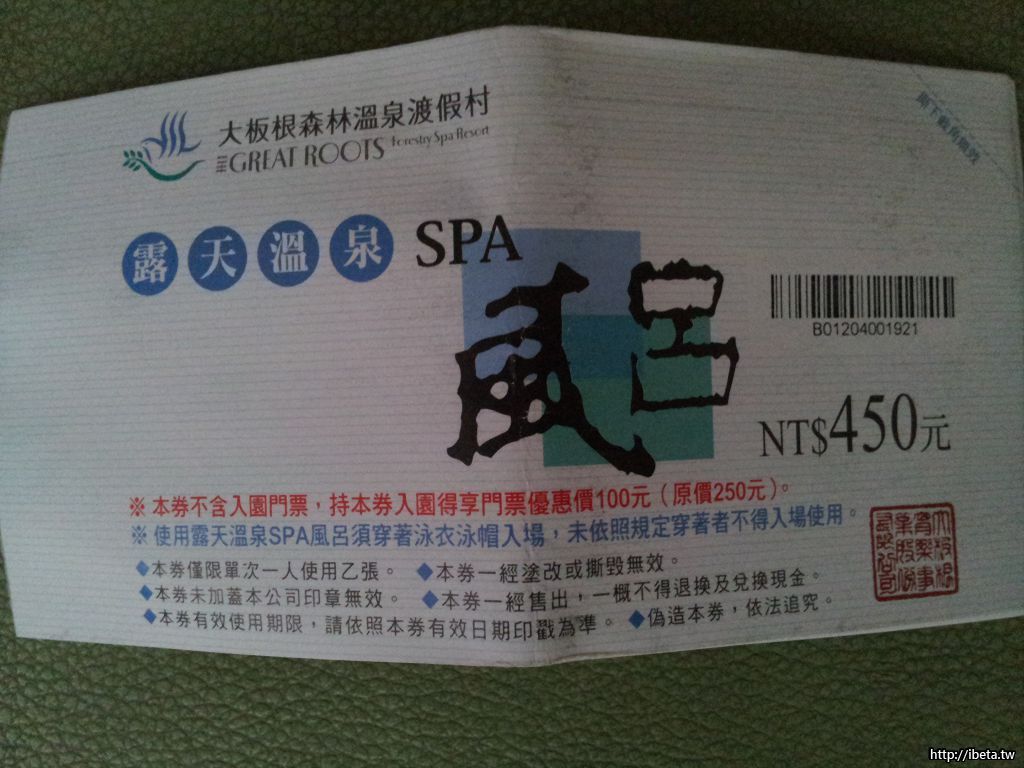 大板根森林溫泉渡假村
THE GREAT ROOTS Forestry Spa Resort
露天溫泉 SPA
風呂
B01204001921
NT$450元
※ 本券不含入園門票，持本券入園得享門票優惠價100元（原價250元）。
※ 使用露天溫泉SPA風呂須穿著泳衣泳帽入場，未依照規定穿著者不得入場使用。
◆本券僅限單次一人使用乙張。 ◆本券一經塗改或撕毀無效。
◆本券未加蓋本公司印章無效。 ◆本券一經售出，一概不得退換及兌換現金。
◆本券有效使用期限，請依照本券有效日期印戳為準。 ◆偽造本券，依法追究。
http://ibeta.tw